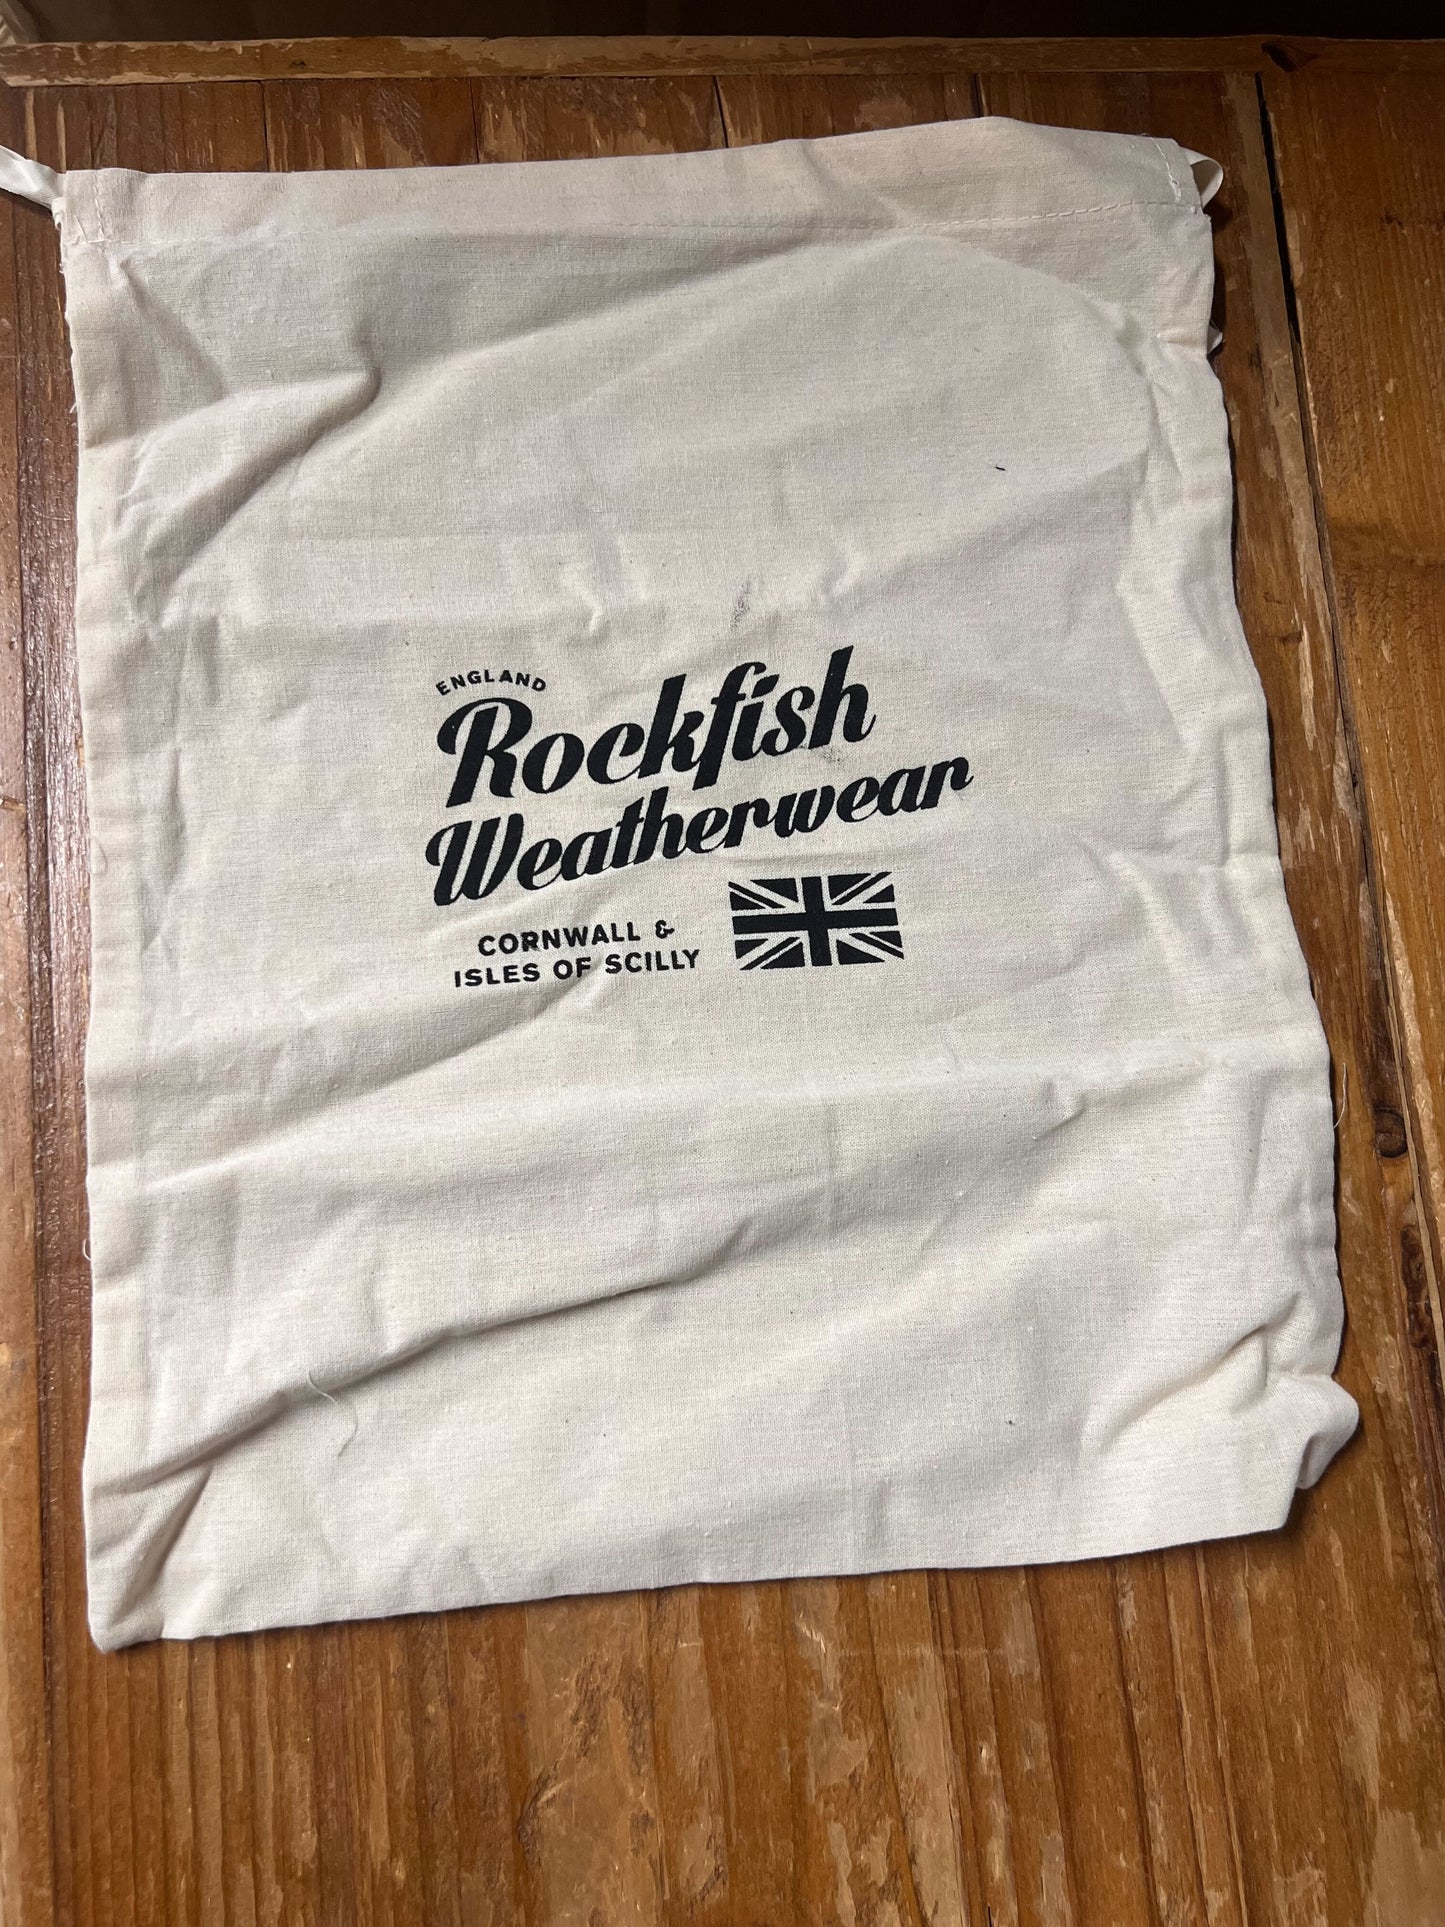 ENGLAND
Rockfish
Weatherwear
CORNWALL &
ISLES OF SCILLY